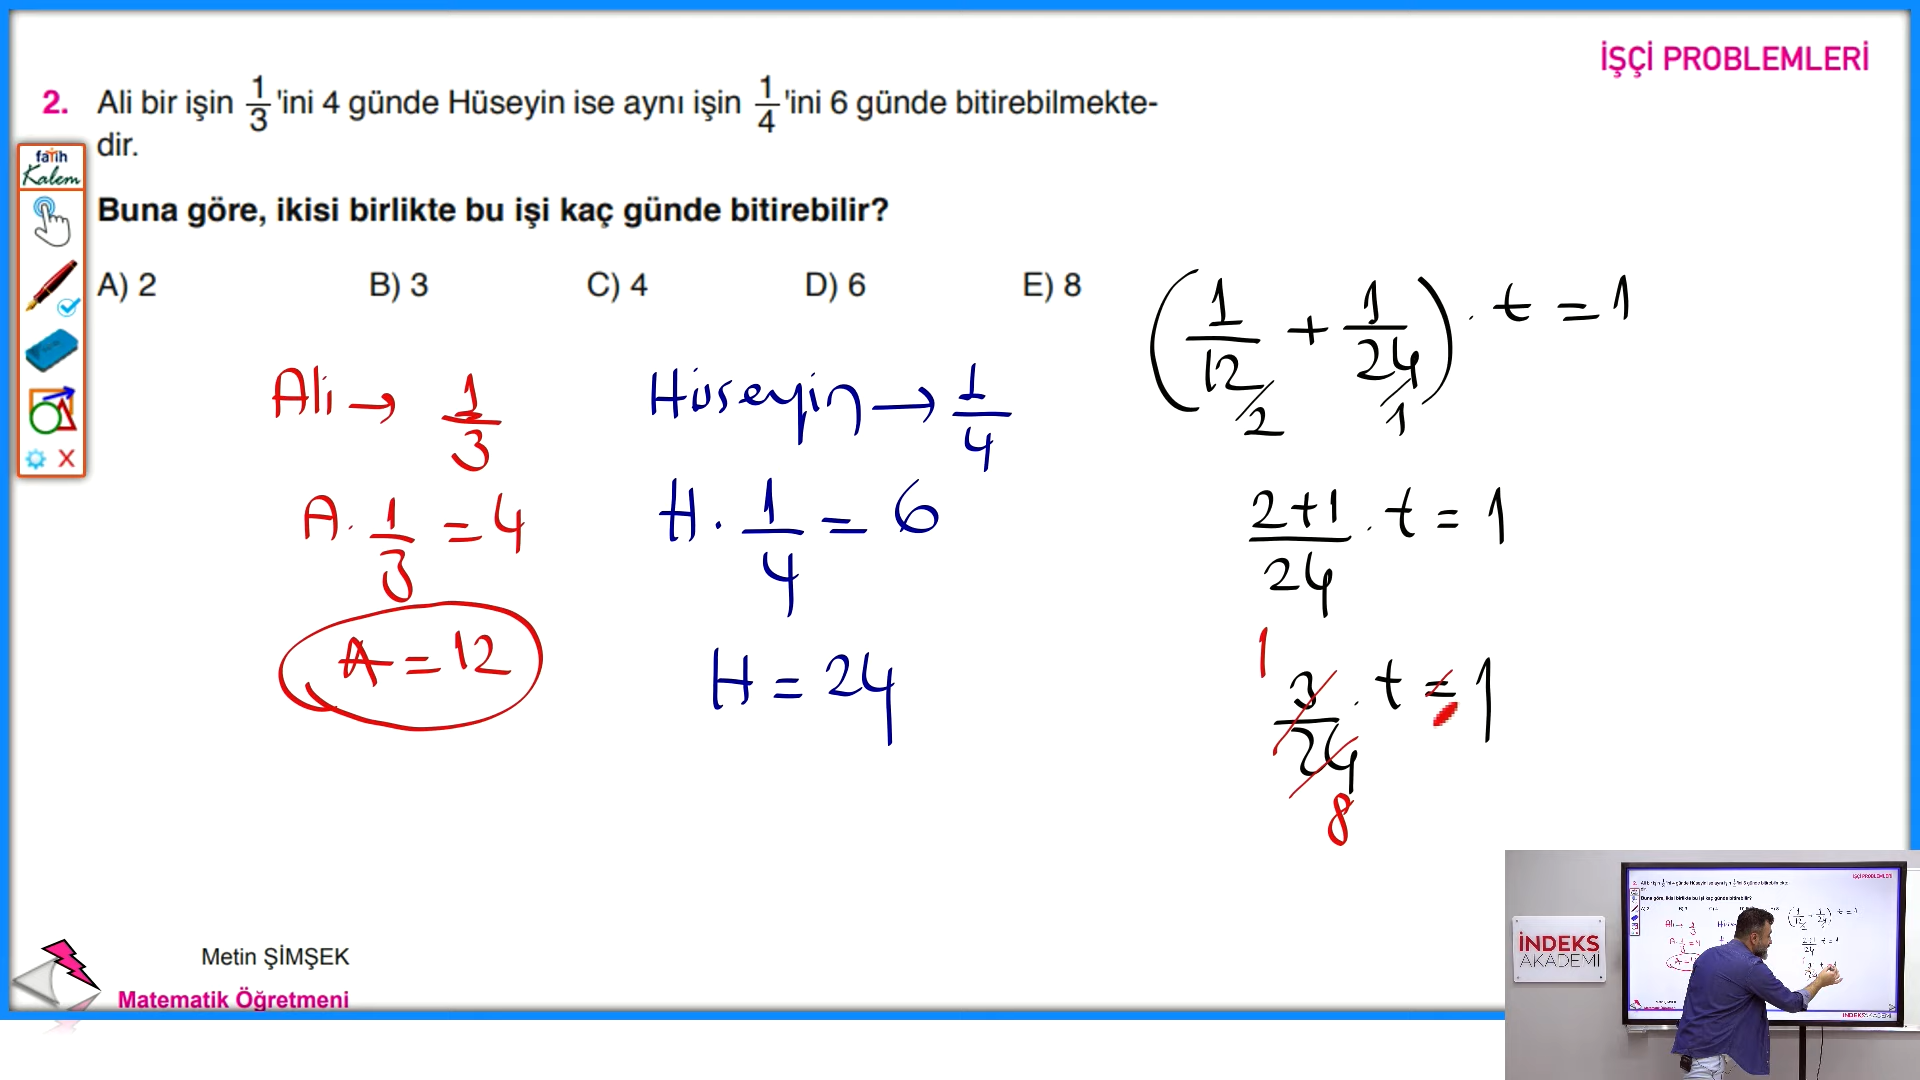 İŞÇİ PROBLEMLERİ
2. Ali bir işin 1/3'ini 4 günde Hüseyin ise aynı işin 1/4'ini 6 günde bitirebilmekte-
dir.
fatih
Kalem
Buna göre, ikisi birlikte bu işi kaç günde bitirebilir?
A) 2 B) 3 C) 4 D) 6 E) 8
Ali → 1/3
A · 1/3 = 4
A = 12
Hüseyin → 1/4
H · 1/4 = 6
H = 24
(1/12 + 1/24) · t = 1
2 1
2+1/24 · t = 1
1
3/24 · t = 1
8
Metin ŞİMŞEK
Matematik Öğretmeni
İNDEKS
AKADEMİ